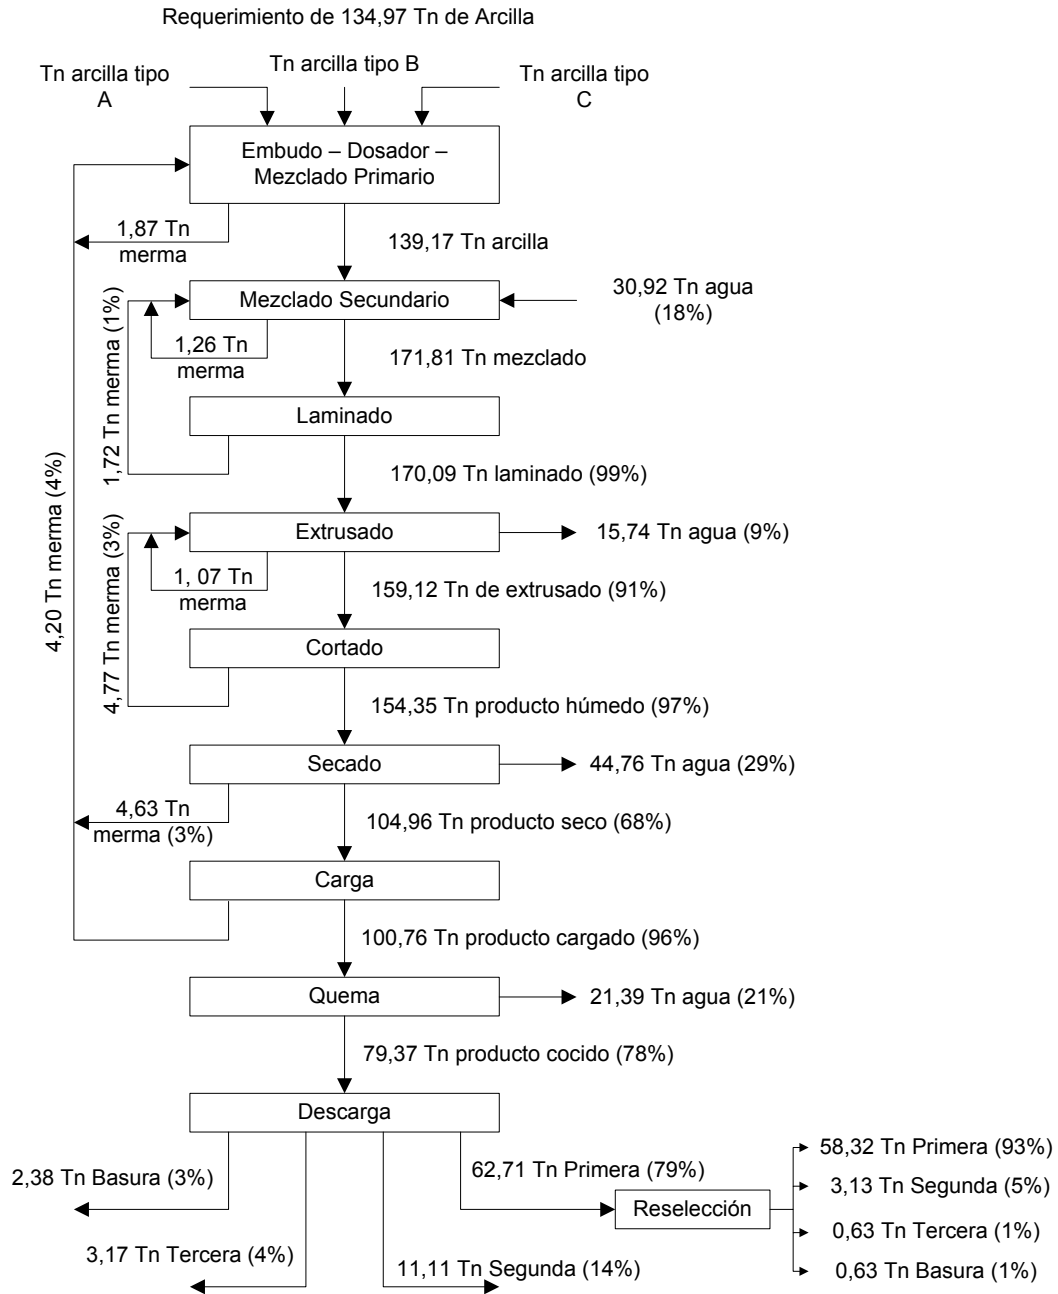 Requerimiento de 134,97 Tn de Arcilla
Tn arcilla tipo
A
Tn arcilla tipo B
Tn arcilla tipo
C
Embudo – Dosador –
Mezclado Primario
1,87 Tn
merma
139,17 Tn arcilla
Mezclado Secundario
30,92 Tn agua
(18%)
1,26 Tn
merma
171,81 Tn mezclado
1,72 Tn merma (1%)
Laminado
170,09 Tn laminado (99%)
4,20 Tn merma (4%)
Extrusado
15,74 Tn agua (9%)
1, 07 Tn
merma
159,12 Tn de extrusado (91%)
4,77 Tn merma (3%)
Cortado
154,35 Tn producto húmedo (97%)
Secado
44,76 Tn agua (29%)
4,63 Tn
merma (3%)
104,96 Tn producto seco (68%)
Carga
100,76 Tn producto cargado (96%)
Quema
21,39 Tn agua (21%)
79,37 Tn producto cocido (78%)
Descarga
2,38 Tn Basura (3%)
62,71 Tn Primera (79%)
3,17 Tn Tercera (4%)
11,11 Tn Segunda (14%)
Reselección
58,32 Tn Primera (93%)
3,13 Tn Segunda (5%)
0,63 Tn Tercera (1%)
0,63 Tn Basura (1%)